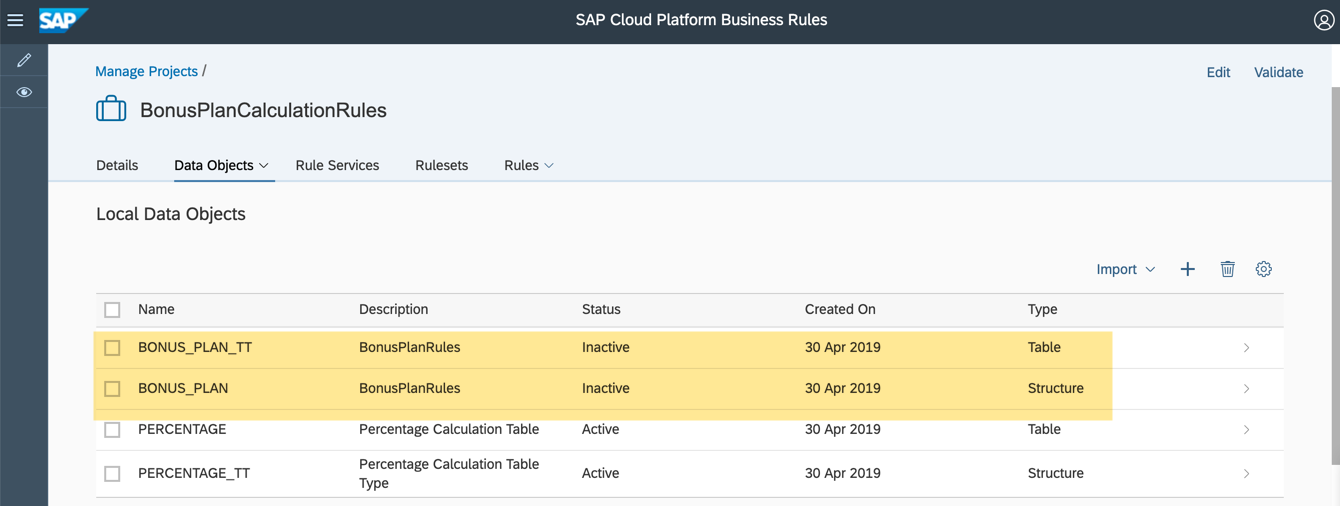 SAP SAP Cloud Platform Business Rules
Manage Projects /
Edit Validate
BonusPlanCalculationRules
Details Data Objects Rule Services Rulesets Rules
Local Data Objects
Import
Name Description Status Created On Type
BONUS_PLAN_TT BonusPlanRules Inactive 30 Apr 2019 Table
BONUS_PLAN BonusPlanRules Inactive 30 Apr 2019 Structure
PERCENTAGE Percentage Calculation Table Active 30 Apr 2019 Table
PERCENTAGE_TT Percentage Calculation Table Active 30 Apr 2019 Structure
Type